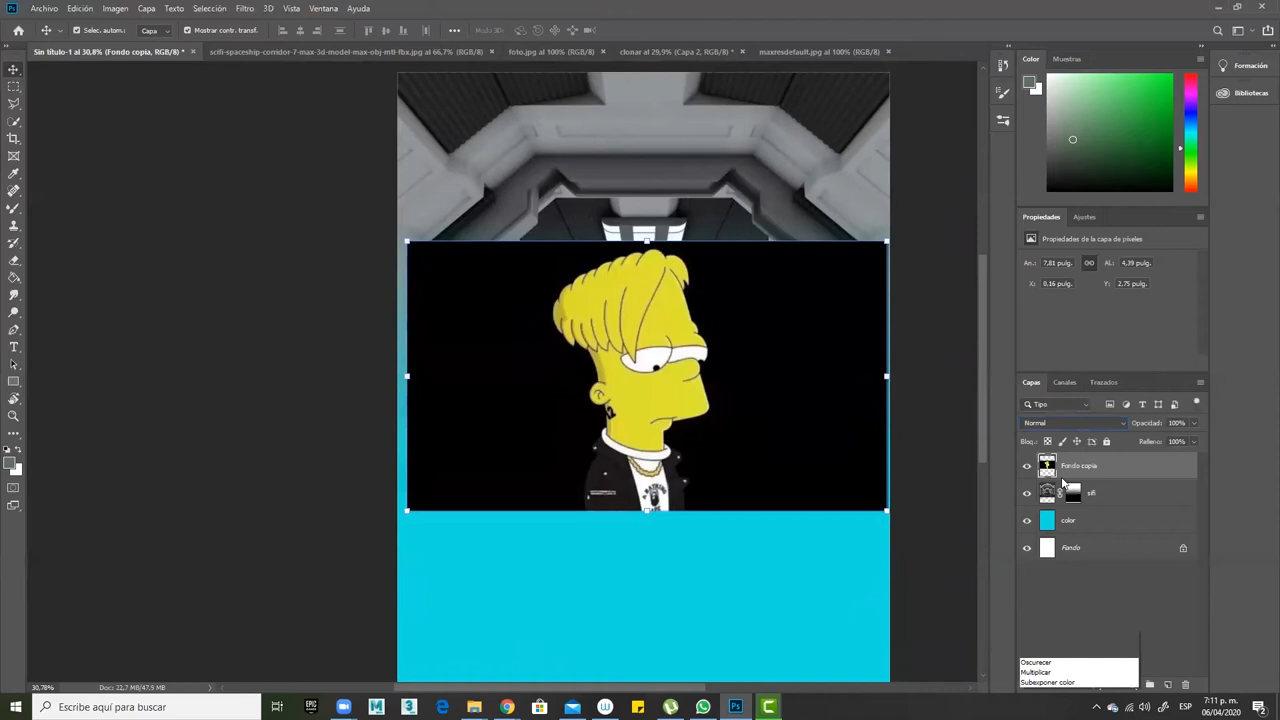 Archivo Edición Imagen Capa Texto Selección Filtro 3D Vista Ventana Ayuda
Selec. autom.: Capa Mostrar contr. transf. Modo 3D:
Sin título-1 al 30,8% (Fondo copia, RGB/8) * scifi-spaceship-corridor-7-max-3d-model-max-obj-mtl-fbx.jpg al 66,7% (RGB/8) foto.jpg al 100% (RGB/8) clonar al 29,9% (Capa 2, RGB/8) * maxresdefault.jpg al 100% (RGB/8)
Color Muestras
Formación
Bibliotecas
Propiedades Ajustes
Propiedades de la capa de píxeles
An.: 7,81 pulg. Al.: 4,39 pulg.
X: 0,16 pulg. Y: 2,75 pulg.
Capas Canales Trazados
Tipo
Normal Opacidad: 100%
Bloq.: Relleno: 100%
Fondo copia
sifi
color
Fondo
Oscurecer
Multiplicar
Subexponer color
30,78% Doc: 22,7 MB/47,9 MB
Escribe aquí para buscar
ESP
7:11 p. m.
06/04/2020